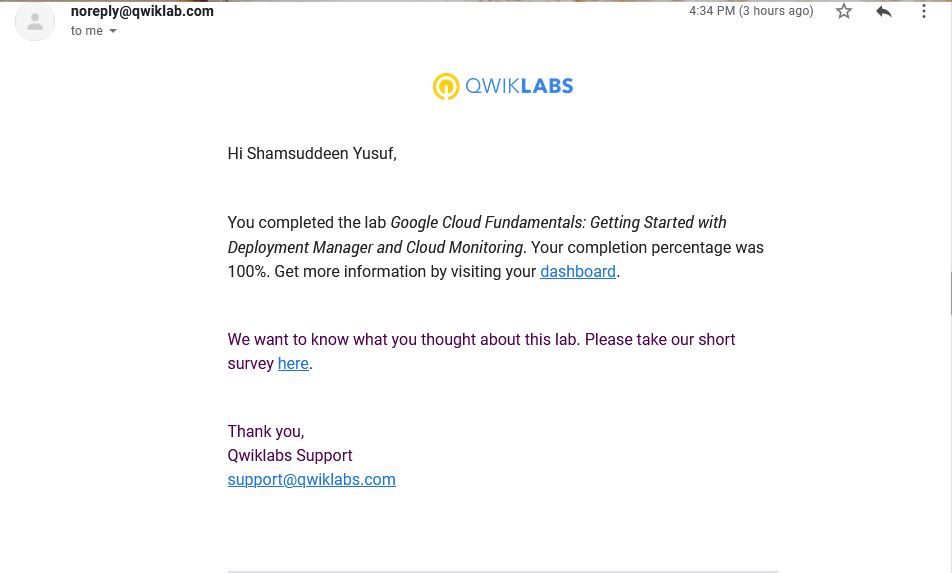 noreply@qwiklab.com
4:34 PM (3 hours ago)
to me
QWIKLABS
Hi Shamsuddeen Yusuf,
You completed the lab Google Cloud Fundamentals: Getting Started with
Deployment Manager and Cloud Monitoring. Your completion percentage was
100%. Get more information by visiting your dashboard.
We want to know what you thought about this lab. Please take our short
survey here.
Thank you,
Qwiklabs Support
support@qwiklabs.com